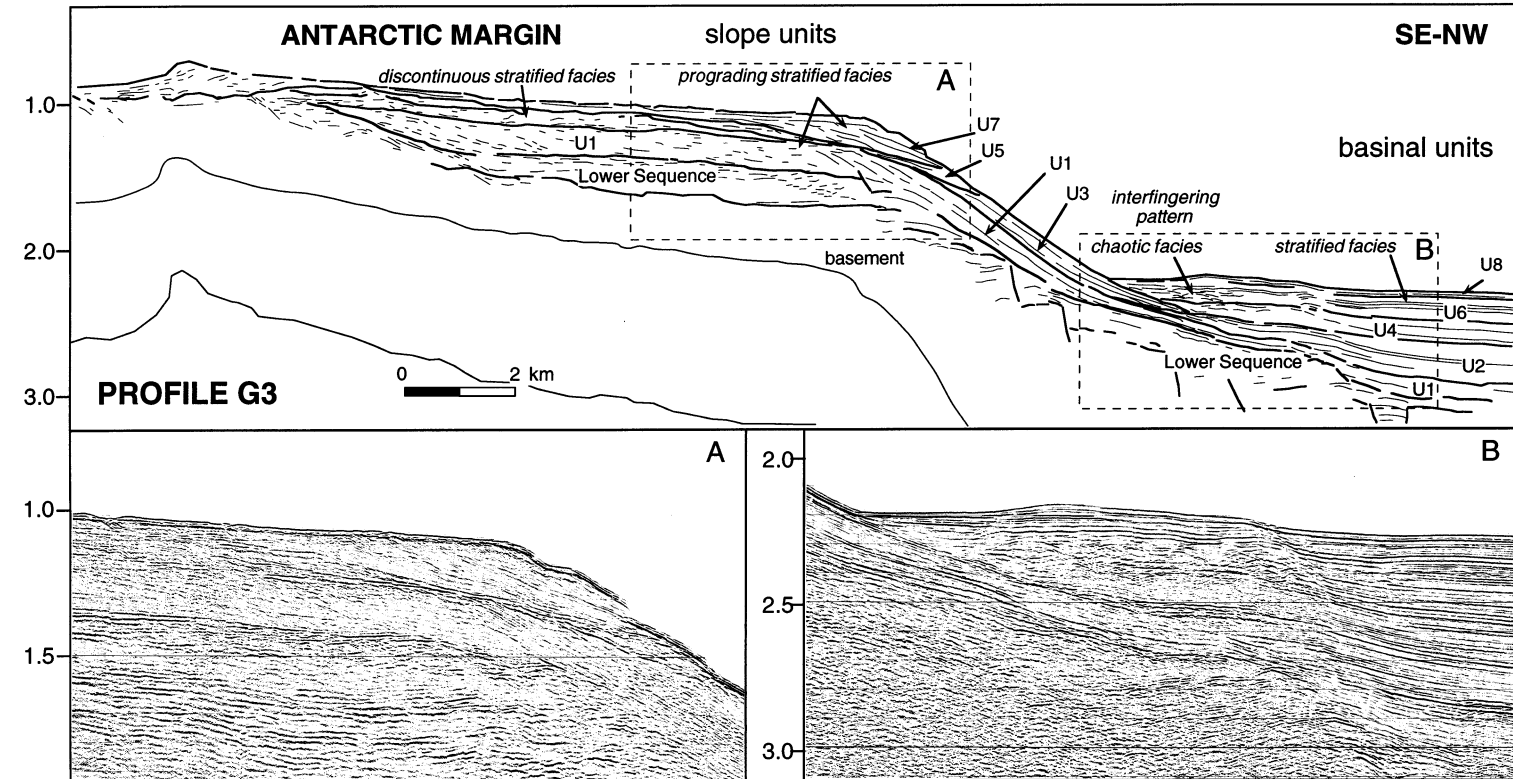 ANTARCTIC MARGIN
slope units
SE-NW
discontinuous stratified facies
prograding stratified facies
A
1.0
U7
U1
U5
basinal units
U1
Lower Sequence
U3
interfingering
pattern
2.0
chaotic facies
stratified facies
B
basement
U8
U6
U4
Lower Sequence
U2
0 2 km
PROFILE G3
U1
3.0
A
B
2.0
1.0
2.5
1.5
3.0